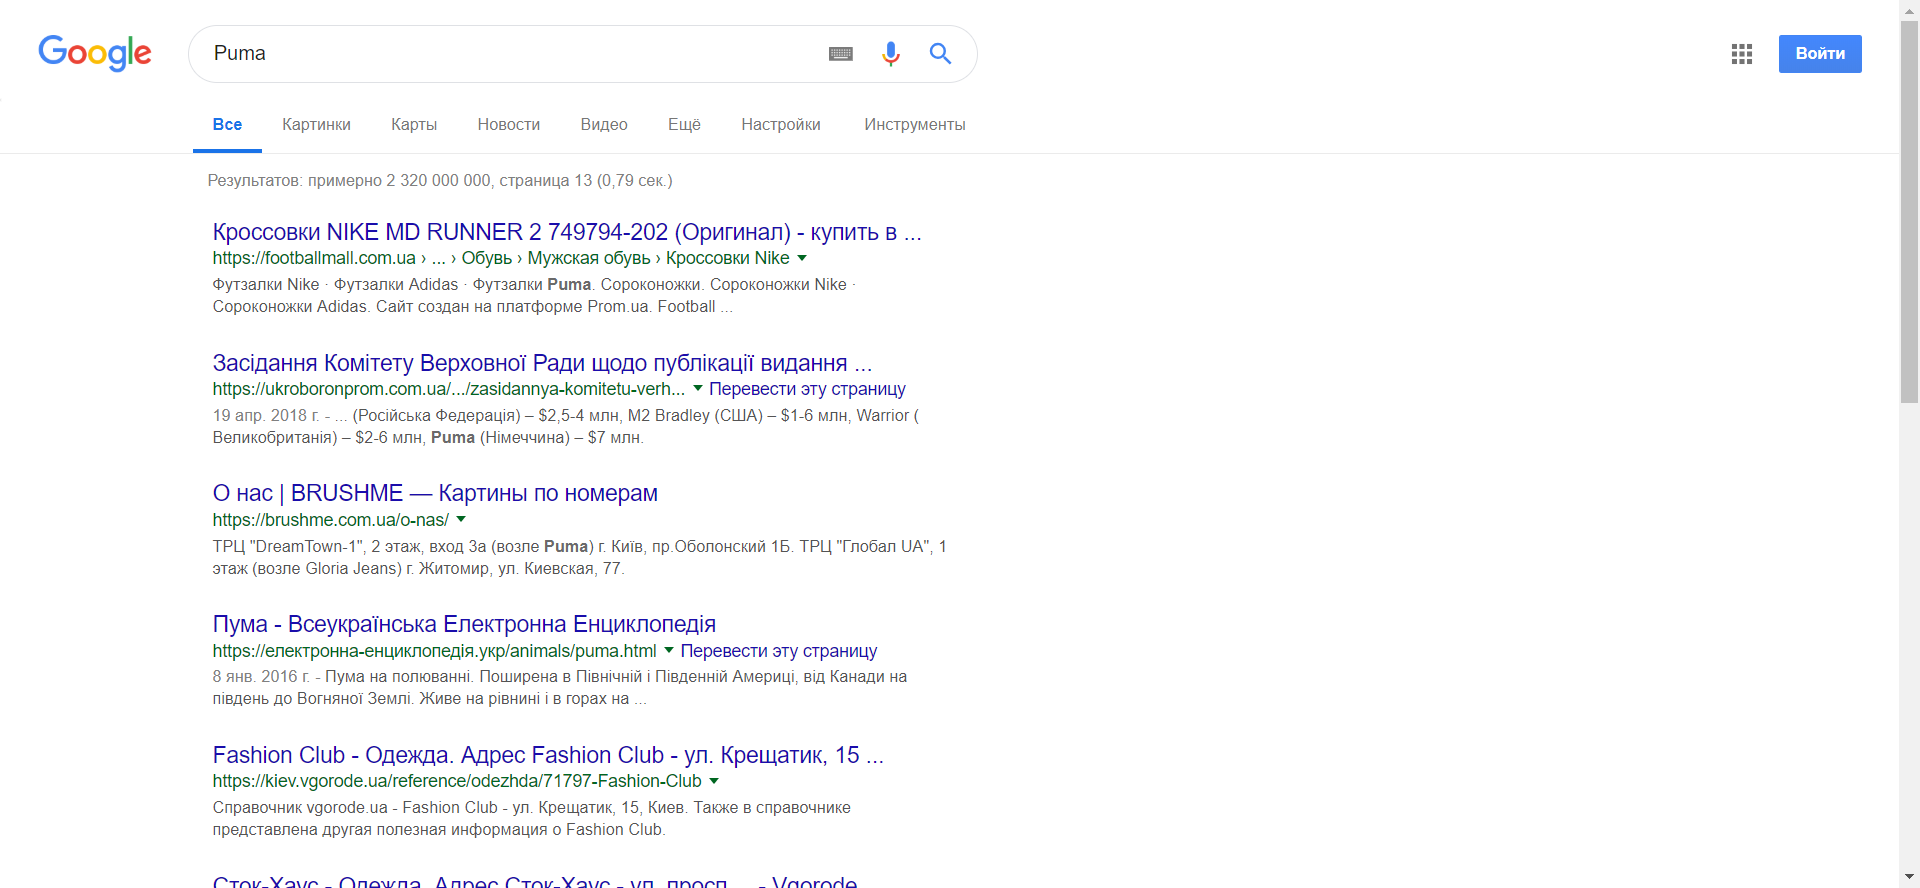 Google
Puma
Войти
Все Картинки Карты Новости Видео Ещё Настройки Инструменты
Результатов: примерно 2 320 000 000, страница 13 (0,79 сек.)
Кроссовки NIKE MD RUNNER 2 749794-202 (Оригинал) - купить в ...
https://footballmall.com.ua › ... › Обувь › Мужская обувь › Кроссовки Nike
Футзалки Nike · Футзалки Adidas · Футзалки Puma. Сороконожки. Сороконожки Nike ·
Сороконожки Adidas. Сайт создан на платформе Prom.ua. Football ...
Засідання Комітету Верховної Ради щодо публікації видання ...
https://ukroboronprom.com.ua/.../zasidannya-komitetu-verh... Перевести эту страницу
19 апр. 2018 г. - ... (Російська Федерація) – $2,5-4 млн, M2 Bradley (США) – $1-6 млн, Warrior (
Великобританія) – $2-6 млн, Puma (Німеччина) – $7 млн.
О нас | BRUSHME — Картины по номерам
https://brushme.com.ua/o-nas/
ТРЦ "DreamTown-1", 2 этаж, вход 3а (возле Puma) г. Київ, пр.Оболонский 1Б. ТРЦ "Глобал UA", 1
этаж (возле Gloria Jeans) г. Житомир, ул. Киевская, 77.
Пума - Всеукраїнська Електронна Енциклопедія
https://електронна-енциклопедія.укр/animals/puma.html Перевести эту страницу
8 янв. 2016 г. - Пума на полюванні. Поширена в Північній і Південній Америці, від Канади на
південь до Вогняної Землі. Живе на рівнині і в горах на ...
Fashion Club - Одежда. Адрес Fashion Club - ул. Крещатик, 15 ...
https://kiev.vgorode.ua/reference/odezhda/71797-Fashion-Club
Справочник vgorode.ua - Fashion Club - ул. Крещатик, 15, Киев. Также в справочнике
представлена другая полезная информация о Fashion Club.
Сток-Хаус - Одежда. Адрес Сток-Хаус - ул. просп. ... - Vgorode